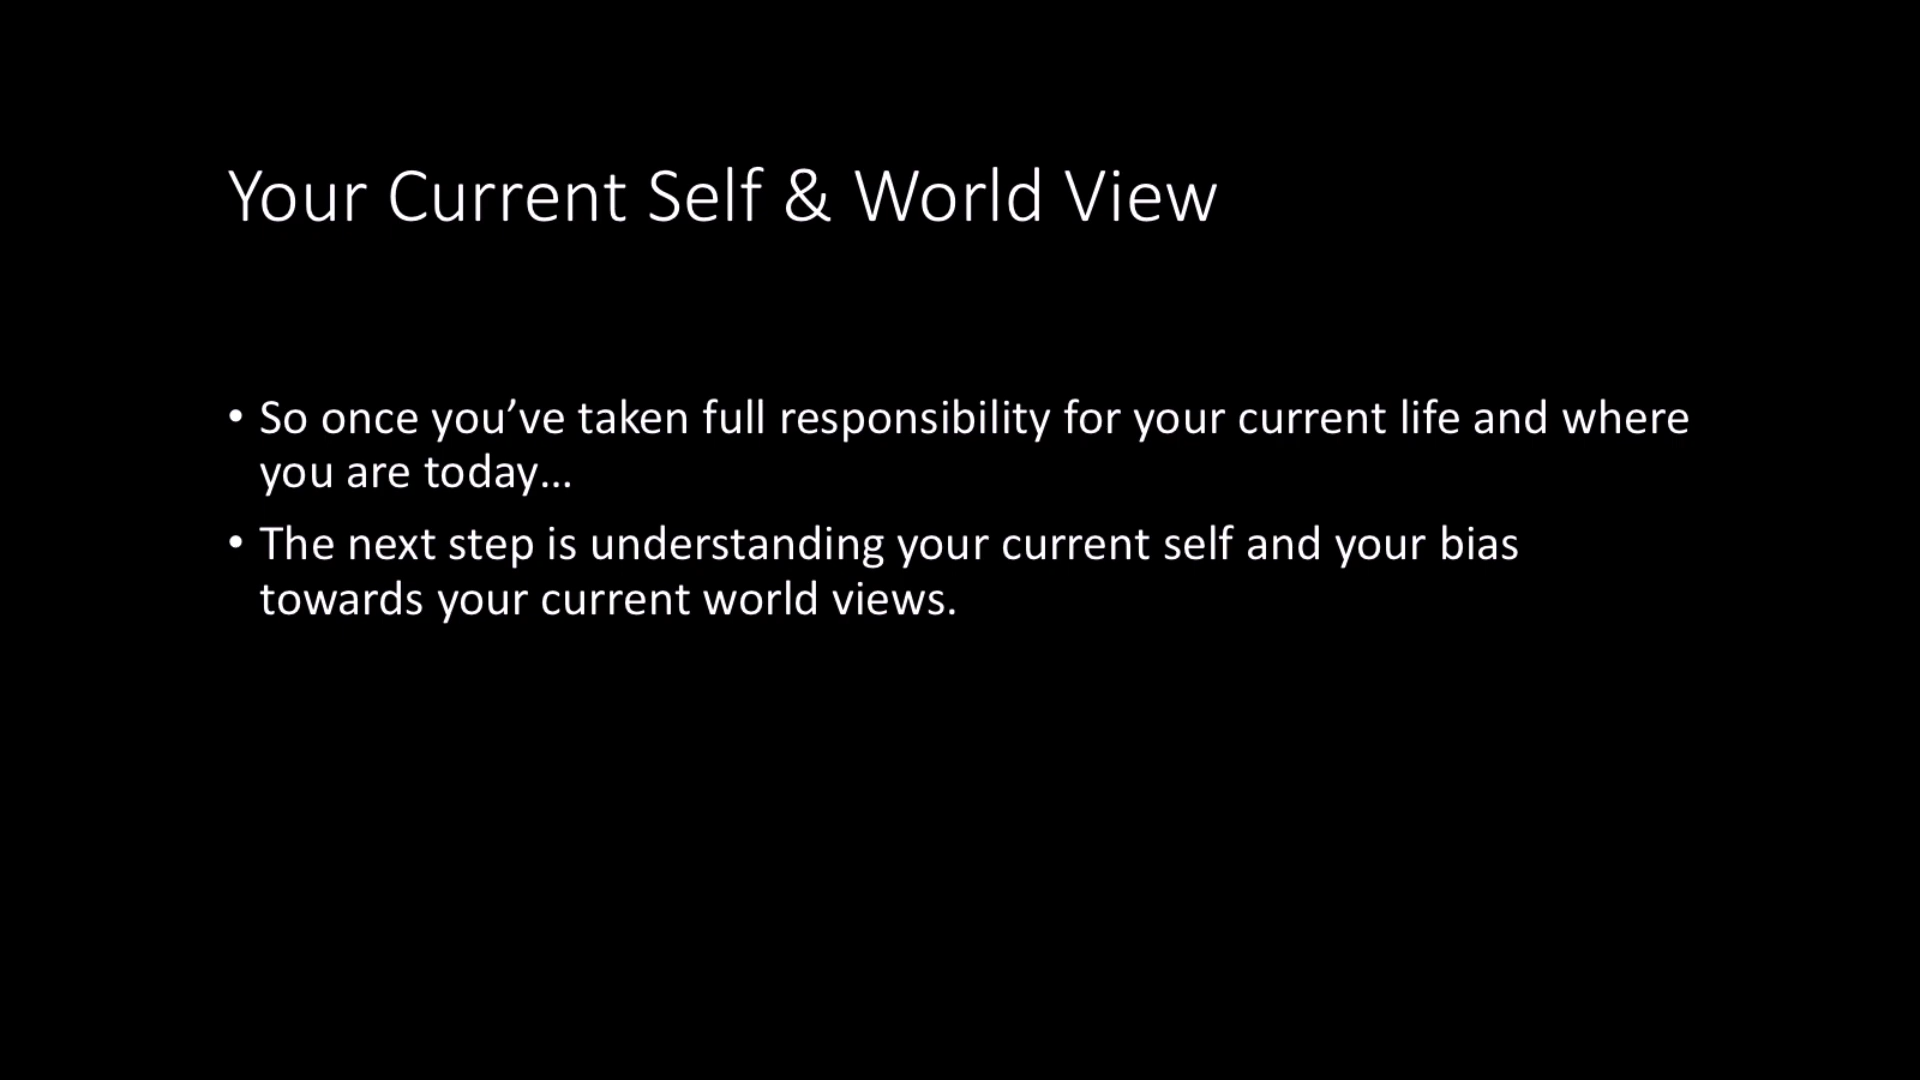 Your Current Self & World View
• So once you’ve taken full responsibility for your current life and where
you are today…
• The next step is understanding your current self and your bias
towards your current world views.